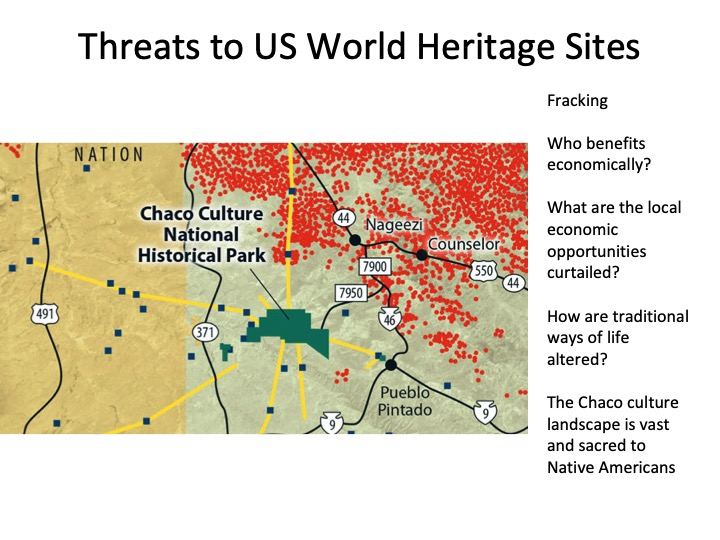 Threats to US World Heritage Sites
Fracking
Who benefits
economically?
What are the local
economic
opportunities
curtailed?
How are traditional
ways of life
altered?
The Chaco culture
landscape is vast
and sacred to
Native Americans
NATION
Chaco Culture
National
Historical Park
44
Nageezi
Counselor
7900
550
44
7950
491
371
46
Pueblo
Pintado
9
9